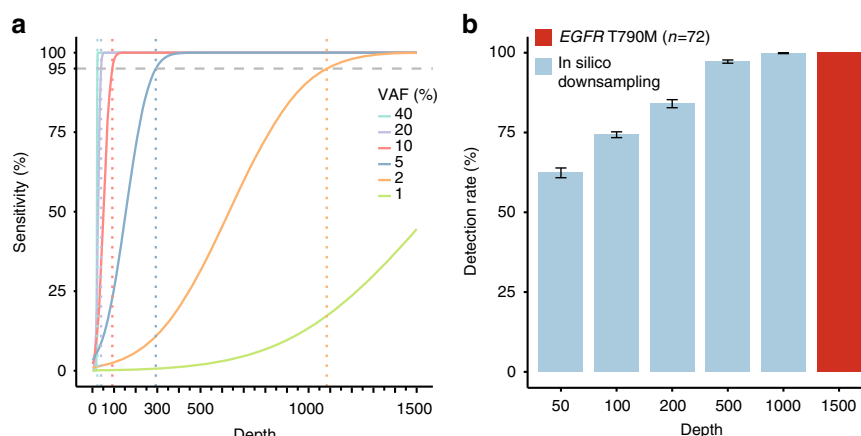 a
100
95
75
50
25
0
Sensitivity (%)
VAF (%)
40
20
10
5
2
1
0 100 300 500 1000 1500
Depth
b
EGFR T790M (n=72)
In silico
downsampling
100
75
50
25
0
Detection rate (%)
50 100 200 500 1000 1500
Depth